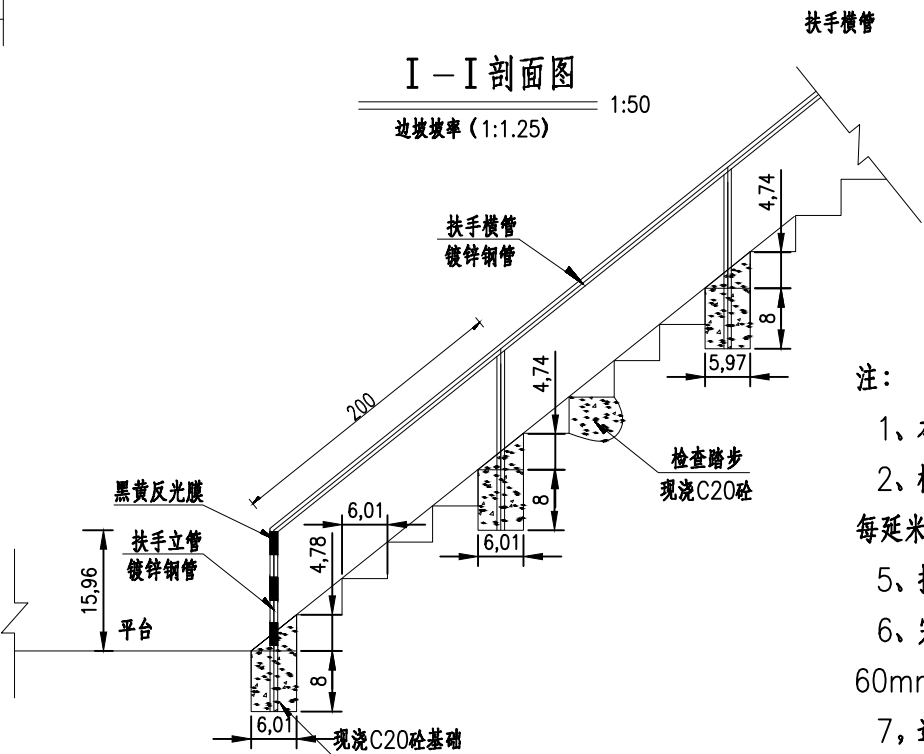 扶手横管
I-I剖面图
1:50
边坡坡率（1:1.25）
4,74
扶手横管
镀锌钢管
8
200
4,74
5,97
注：
1、
检查踏步
现浇C20砼
2、
黑黄反光膜
6,01
8
每延米
扶手立管
镀锌钢管
4,78
6,01
15,96
5、
平台
6、
8
60mm
6,01
现浇C20砼基础
7,